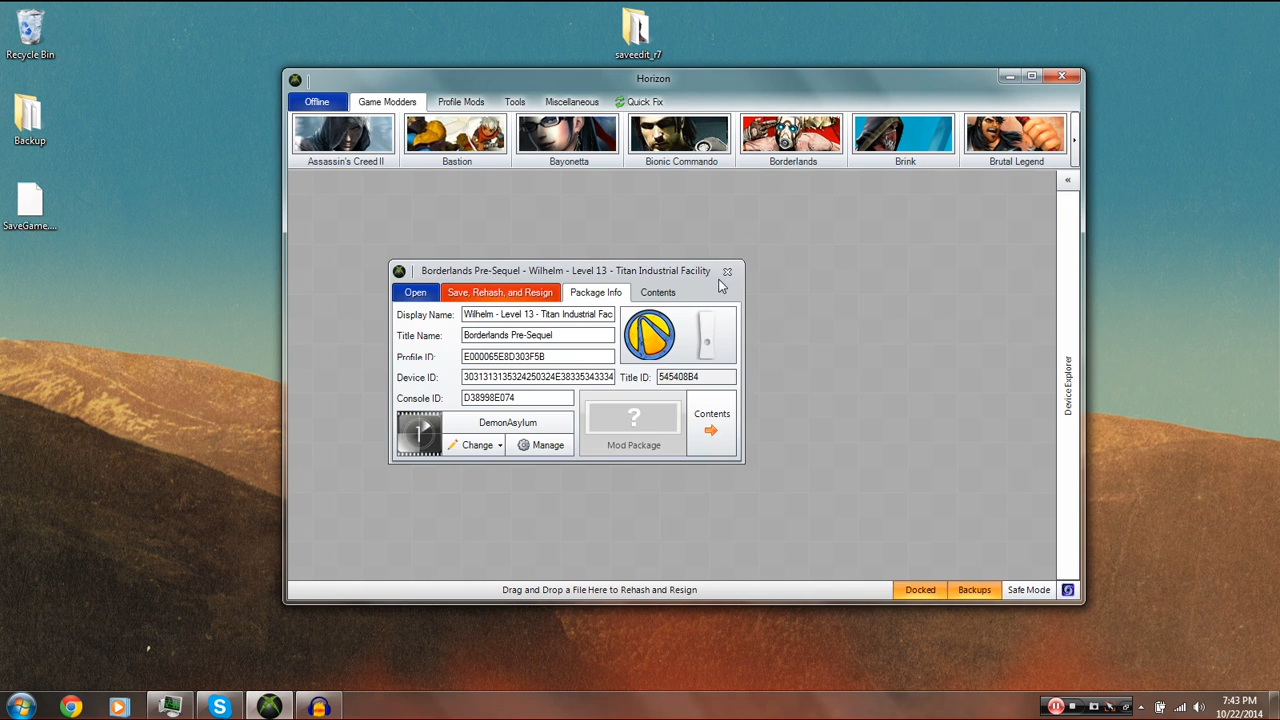 Recycle Bin
saveedit_r7
Backup
SaveGame....
Horizon
Offline
Game Modders
Profile Mods
Tools
Miscellaneous
Quick Fix
Assassin's Creed II
Bastion
Bayonetta
Bionic Commando
Borderlands
Brink
Brutal Legend
«
Borderlands Pre-Sequel - Wilhelm - Level 13 - Titan Industrial Facility
Open
Save, Rehash, and Resign
Package Info
Contents
Display Name: Wilhelm - Level 13 - Titan Industrial Fac
Title Name: Borderlands Pre-Sequel
Profile ID: E000065E8D303F5B
Device ID: 3031313135324250324E38335343334
Title ID: 545408B4
Console ID: D38998E074
DemonAsylum
Change
Manage
?
Mod Package
Contents
Device Explorer
Drag and Drop a File Here to Rehash and Resign
Docked
Backups
Safe Mode
7:43 PM
10/22/2014